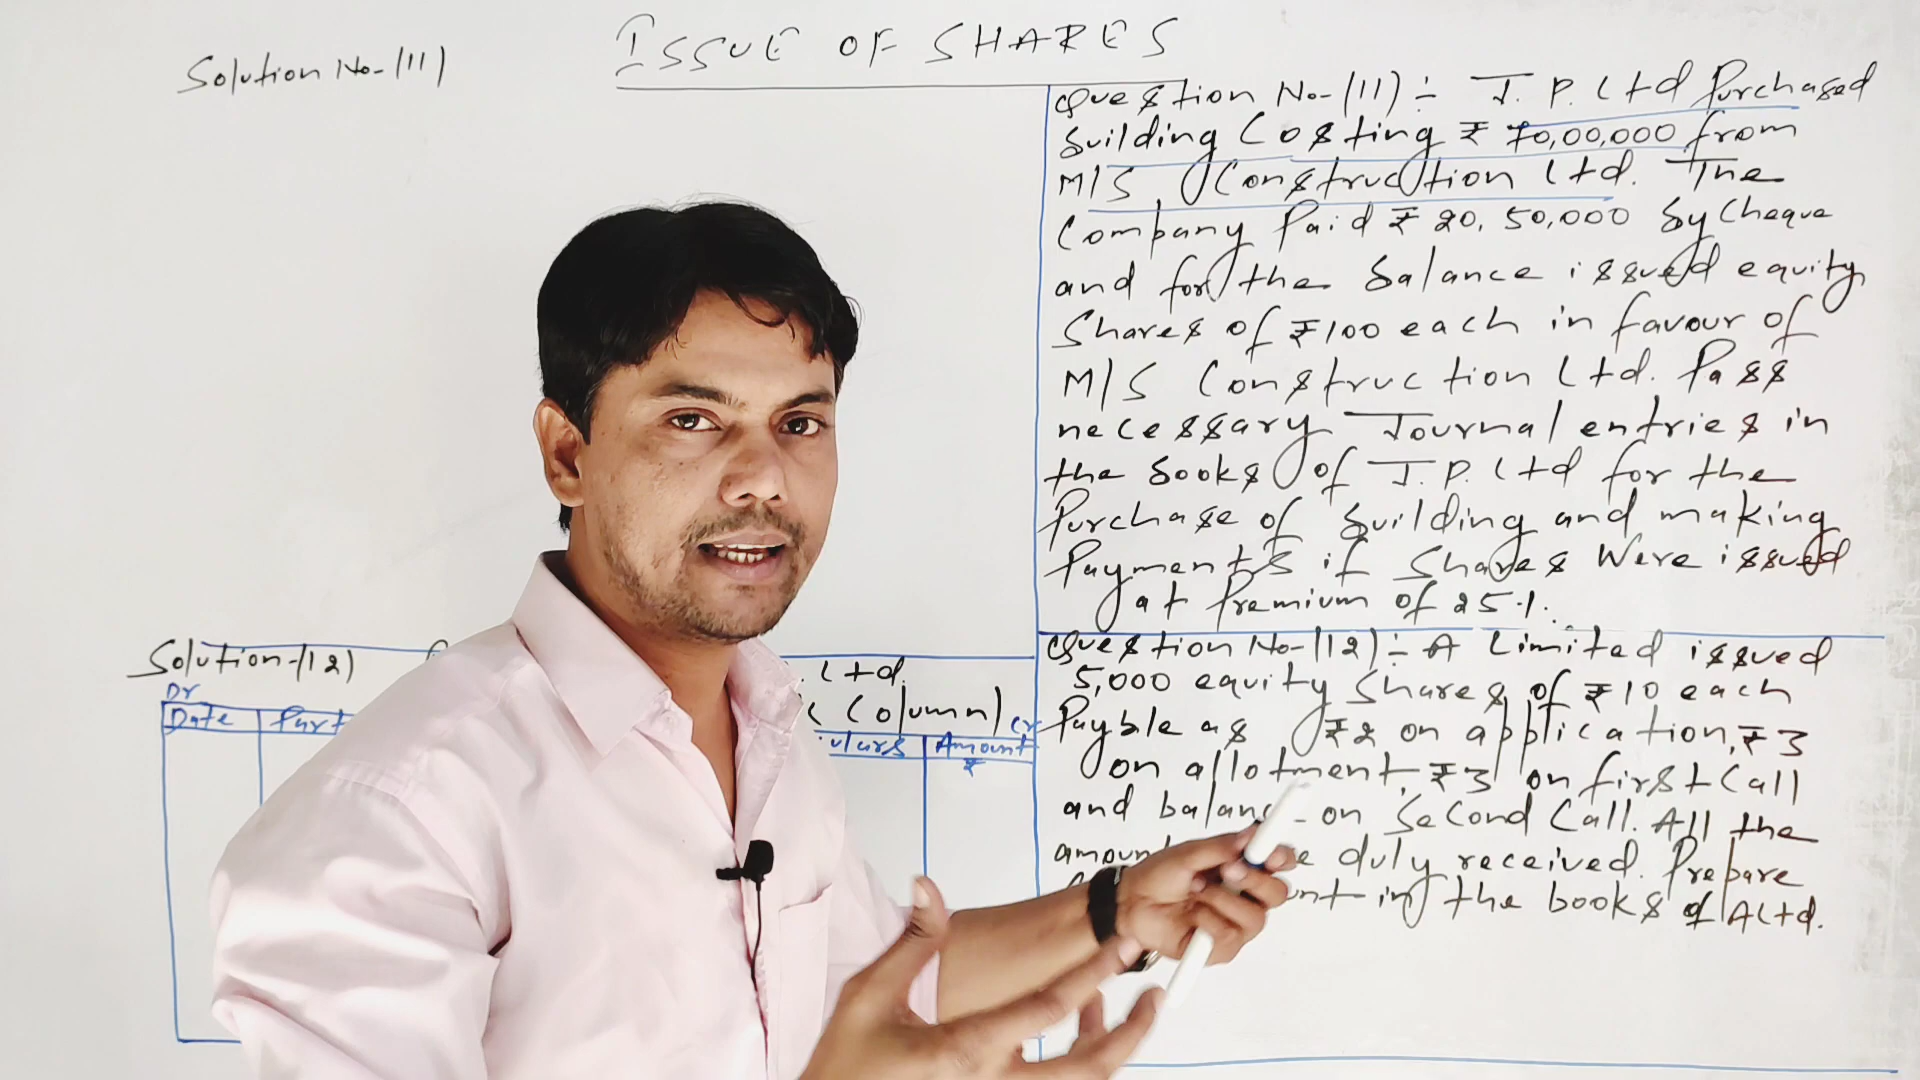 ISSUE OF SHARES
Solution No-(11)
Question No-(11):- J.P. Ltd Purchased
building Costing ₹ 70,00,000 from
M/S Construction Ltd. The
Company Paid ₹ 20,50,000 by Cheque
and for the balance issued equity
Shares of ₹100 each in favour of
M/S Construction Ltd. Pass
necessary Journal entries in
the books of J.P. Ltd for the
Purchase of building and making
Payments if Shares Were issued
at Premium of 25%.
Question No-(12):- A Limited issued
5,000 equity Shares of ₹10 each
Payble as ₹2 on application, ₹3
on allotment, ₹3 on first Call
and balance on Second Call. All the
duly received. Prepare
in the books of A Ltd.
Solution-(12)
Ltd.
Column)
Dr
Cr
Date
Amount
₹